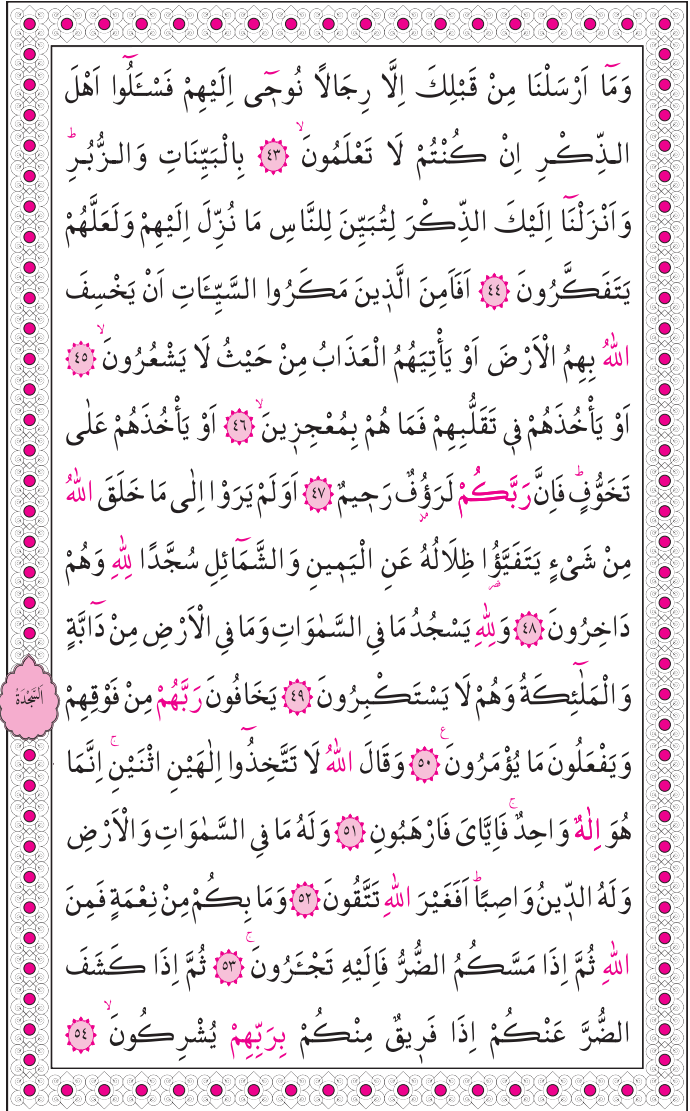 وَمَٓا اَرْسَلْنَا مِنْ قَبْلِكَ اِلَّا رِجَالًا نُوحٖٓى اِلَيْهِمْ فَسْـَٔلُٓوا اَهْلَ
الذِّكْرِ اِنْ كُنْتُمْ لَا تَعْلَمُونَۙ ﴿٤٣﴾ بِالْبَيِّنَاتِ وَالزُّبُرِؕ
وَاَنْزَلْنَٓا اِلَيْكَ الذِّكْرَ لِتُبَيِّنَ لِلنَّاسِ مَا نُزِّلَ اِلَيْهِمْ وَلَعَلَّهُمْ
يَتَفَكَّرُونَ ﴿٤٤﴾ اَفَاَمِنَ الَّذٖينَ مَكَرُوا السَّيِّـَٔاتِ اَنْ يَخْسِفَ
اللّٰهُ بِهِمُ الْاَرْضَ اَوْ يَأْتِيَهُمُ الْعَذَابُ مِنْ حَيْثُ لَا يَشْعُرُونَۙ ﴿٤٥﴾
اَوْ يَأْخُذَهُمْ فٖى تَقَلُّبِهِمْ فَمَا هُمْ بِمُعْجِزٖينَۙ ﴿٤٦﴾ اَوْ يَأْخُذَهُمْ عَلٰى
تَخَوُّفٍؕ فَاِنَّ رَبَّكُمْ لَرَؤُفٌ رَحٖيمٌ ﴿٤٧﴾ اَوَلَمْ يَرَوْا اِلٰى مَا خَلَقَ اللّٰهُ
مِنْ شَىْءٍ يَتَفَيَّؤُ۬ا ظِلَالُهُ عَنِ الْيَمٖينِ وَالشَّمَٓائِلِ سُجَّدًا لِلّٰهِ وَهُمْ
دَاخِرُونَ ﴿٤٨﴾ وَلِلّٰهِ يَسْجُدُ مَا فِى السَّمٰوَاتِ وَمَا فِى الْاَرْضِ مِنْ دَٓابَّةٍ
وَالْمَلٰٓئِكَةُ وَهُمْ لَا يَسْتَكْبِرُونَ ﴿٤٩﴾ يَخَافُونَ رَبَّهُمْ مِنْ فَوْقِهِمْ
اَلسَّجْدَةُ
وَيَفْعَلُونَ مَا يُؤْمَرُونَ ع ﴿٥٠﴾ وَقَالَ اللّٰهُ لَا تَتَّخِذُٓوا اِلٰهَيْنِ اثْنَيْنِۚ اِنَّمَا
هُوَ اِلٰهٌ وَاحِدٌۚ فَاِيَّاىَ فَارْهَبُونِ ﴿٥١﴾ وَلَهُ مَا فِى السَّمٰوَاتِ وَالْاَرْضِ
وَلَهُ الدّٖينُ وَاصِبًاؕ اَفَغَيْرَ اللّٰهِ تَتَّقُونَ ﴿٥٢﴾ وَمَا بِكُمْ مِنْ نِعْمَةٍ فَمِنَ
اللّٰهِ ثُمَّ اِذَا مَسَّكُمُ الضُّرُّ فَاِلَيْهِ تَجْـَٔرُونَۚ ﴿٥٣﴾ ثُمَّ اِذَا كَشَفَ
الضُّرَّ عَنْكُمْ اِذَا فَرٖيقٌ مِنْكُمْ بِرَبِّهِمْ يُشْرِكُونَۙ ﴿٥٤﴾